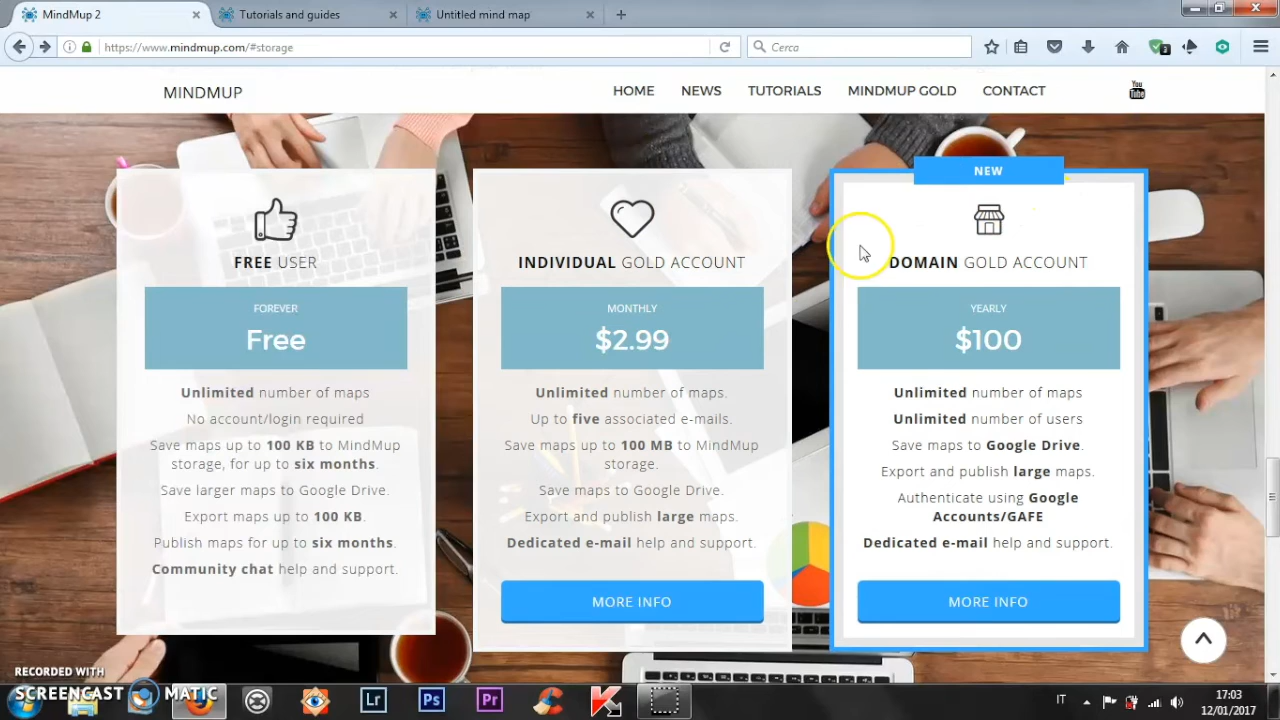 MindMup 2
Tutorials and guides
Untitled mind map
https://www.mindmup.com/#storage
Cerca
3
MINDMUP
HOME
NEWS
TUTORIALS
MINDMUP GOLD
CONTACT
You
Tube
FREE USER
FOREVER
Free
Unlimited number of maps
No account/login required
Save maps up to 100 KB to MindMup
storage, for up to six months.
Save larger maps to Google Drive.
Export maps up to 100 KB.
Publish maps for up to six months.
Community chat help and support.
INDIVIDUAL GOLD ACCOUNT
MONTHLY
$2.99
Unlimited number of maps.
Up to five associated e-mails.
Save maps up to 100 MB to MindMup
storage.
Save maps to Google Drive.
Export and publish large maps.
Dedicated e-mail help and support.
MORE INFO
NEW
DOMAIN GOLD ACCOUNT
YEARLY
$100
Unlimited number of maps
Unlimited number of users
Save maps to Google Drive.
Export and publish large maps.
Authenticate using Google
Accounts/GAFE
Dedicated e-mail help and support.
MORE INFO
RECORDED WITH
SCREENCAST MATIC
Lr
Ps
Pr
IT
17:03
12/01/2017